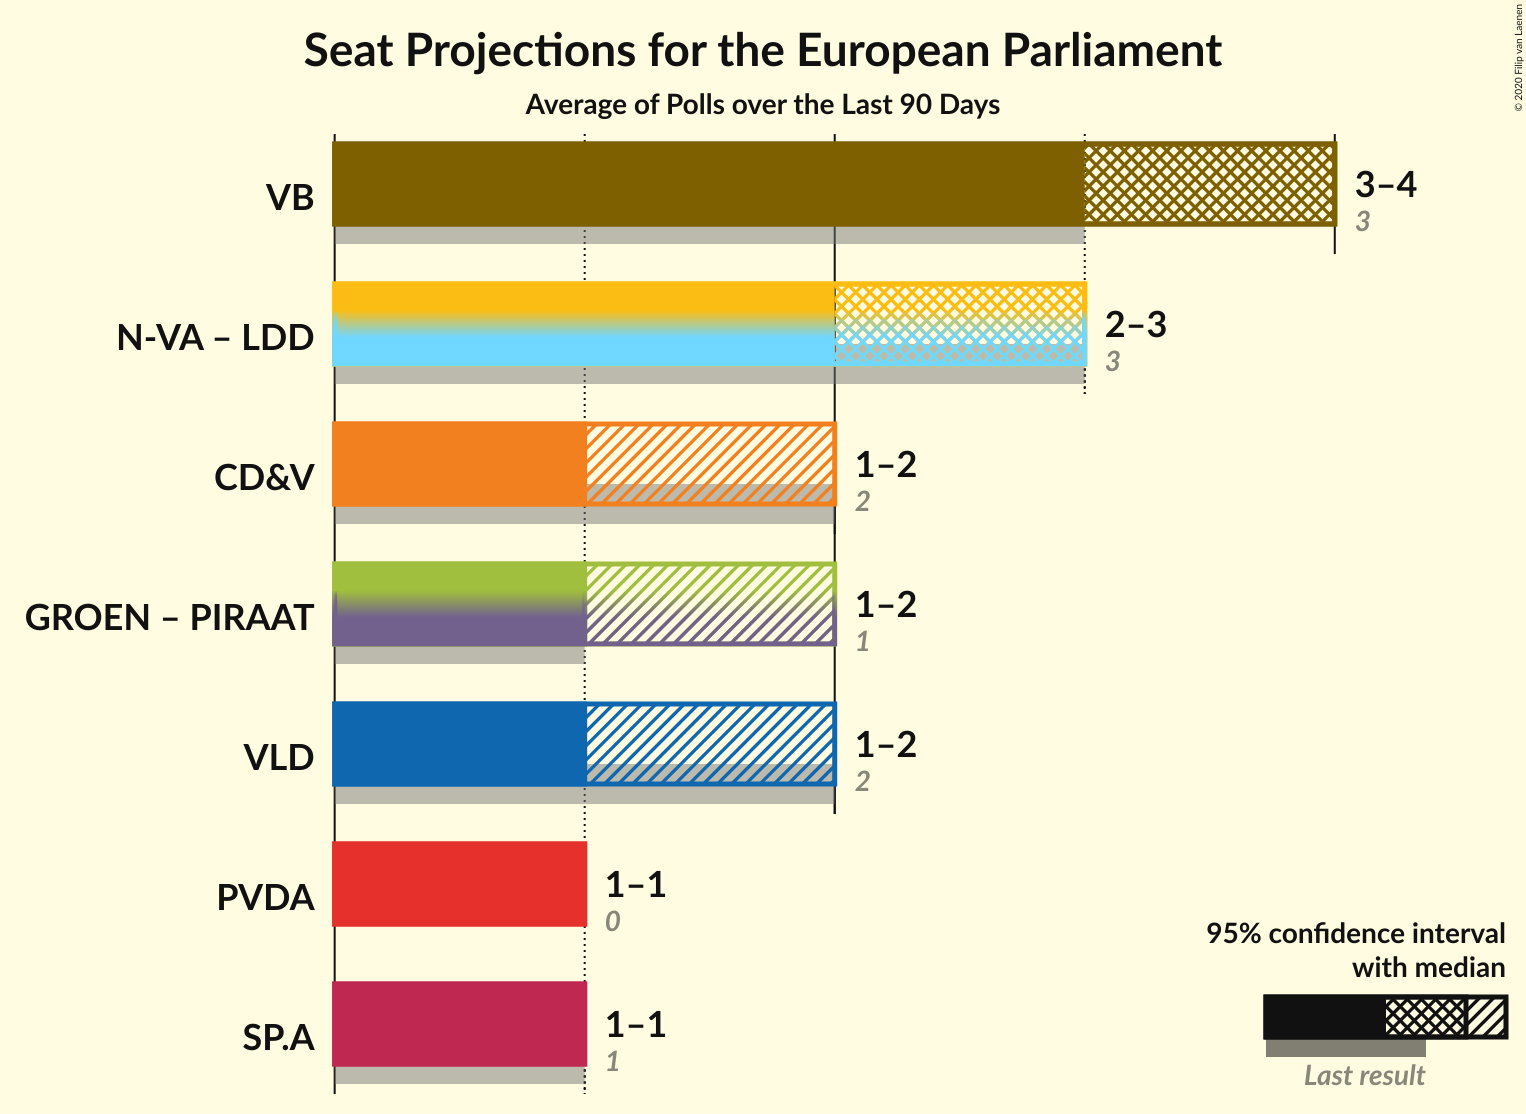 Seat Projections for the European Parliament
Average of Polls over the Last 90 Days
© 2020 Filip van Laenen
VB
3–4
3
N-VA – LDD
2–3
3
CD&V
1–2
2
GROEN – PIRAAT
1–2
1
VLD
1–2
2
PVDA
1–1
0
SP.A
1–1
1
95% confidence interval
with median
Last result